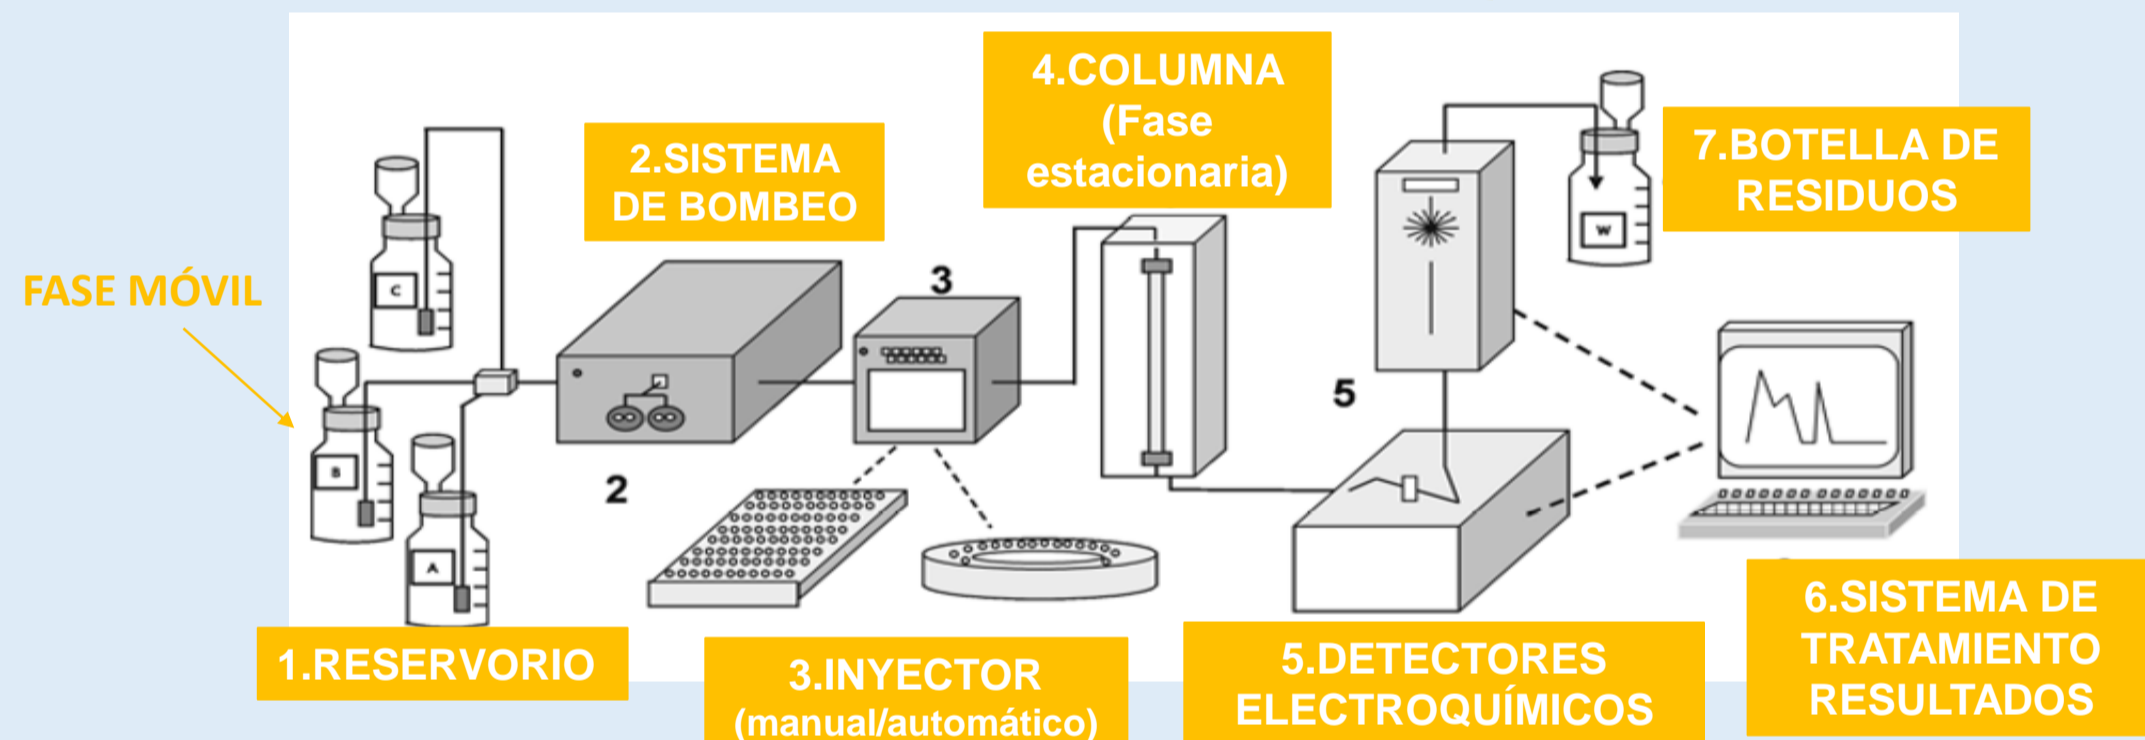 4.COLUMNA
(Fase
estacionaria)
2.SISTEMA
DE BOMBEO
7.BOTELLA DE
RESIDUOS
W
FASE MÓVIL
C
3
B
5
2
A
1.RESERVORIO
3.INYECTOR
(manual/automático)
5.DETECTORES
ELECTROQUÍMICOS
6.SISTEMA DE
TRATAMIENTO
RESULTADOS